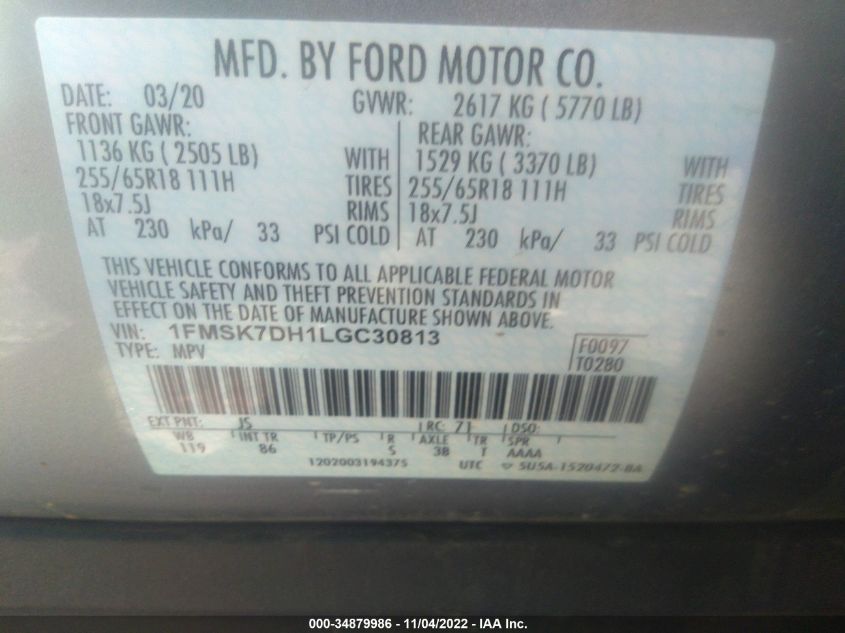 MFD. BY FORD MOTOR CO.
DATE: 03/20 GVWR: 2617 KG ( 5770 LB)
FRONT GAWR: REAR GAWR:
1136 KG ( 2505 LB) WITH 1529 KG ( 3370 LB) WITH
255/65R18 111H TIRES 255/65R18 111H TIRES
18x7.5J RIMS 18x7.5J RIMS
AT 230 kPa/ 33 PSI COLD AT 230 kPa/ 33 PSI COLD
THIS VEHICLE CONFORMS TO ALL APPLICABLE FEDERAL MOTOR
VEHICLE SAFETY AND THEFT PREVENTION STANDARDS IN
EFFECT ON THE DATE OF MANUFACTURE SHOWN ABOVE.
VIN: 1FMSK7DH1LGC30813
TYPE: MPV F0097
T0280
EXT PNT: JS RC: 71 DSO:
WB INT TR TP/PS R AXLE TR SPR
119 86 S 38 T AAAA
1202003194375 UTC 5U5A-1520472-BA
000-34879986 - 11/04/2022 - IAA Inc.